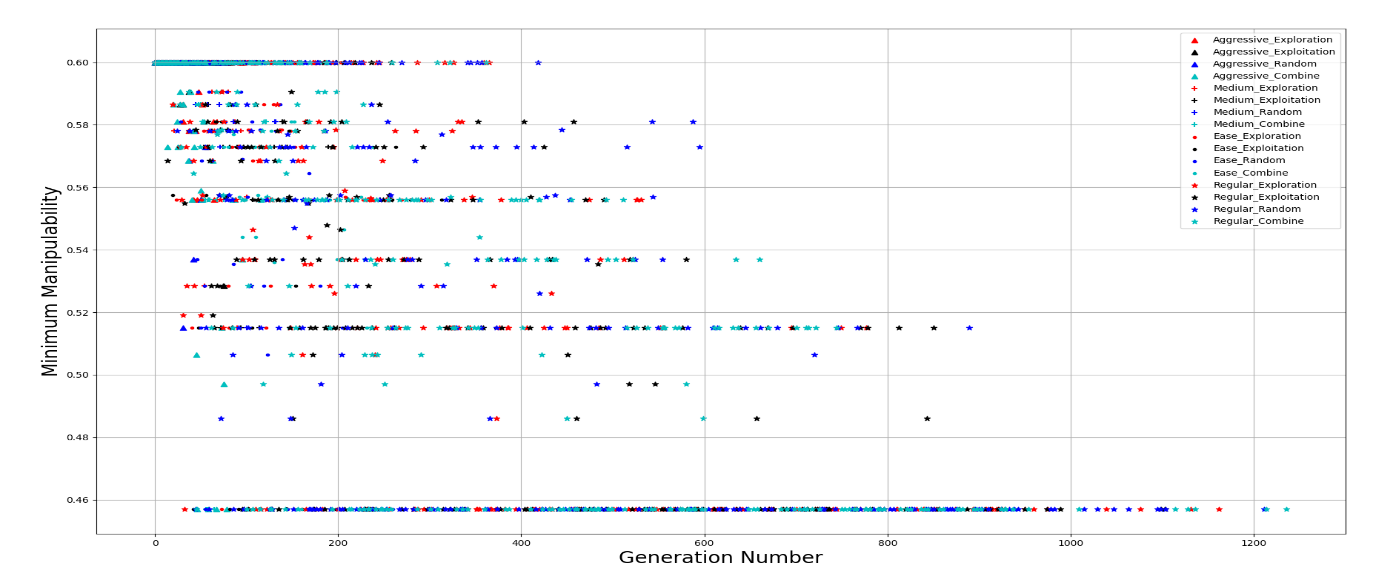 Minimum Manipulability
0.60
0.58
0.56
0.54
0.52
0.50
0.48
0.46
Aggressive_Exploration
Aggressive_Exploitation
Aggressive_Random
Aggressive_Combine
Medium_Exploration
Medium_Exploitation
Medium_Random
Medium_Combine
Ease_Exploration
Ease_Exploitation
Ease_Random
Ease_Combine
Regular_Exploration
Regular_Exploitation
Regular_Random
Regular_Combine
0 200 400 600 800 1000 1200
Generation Number